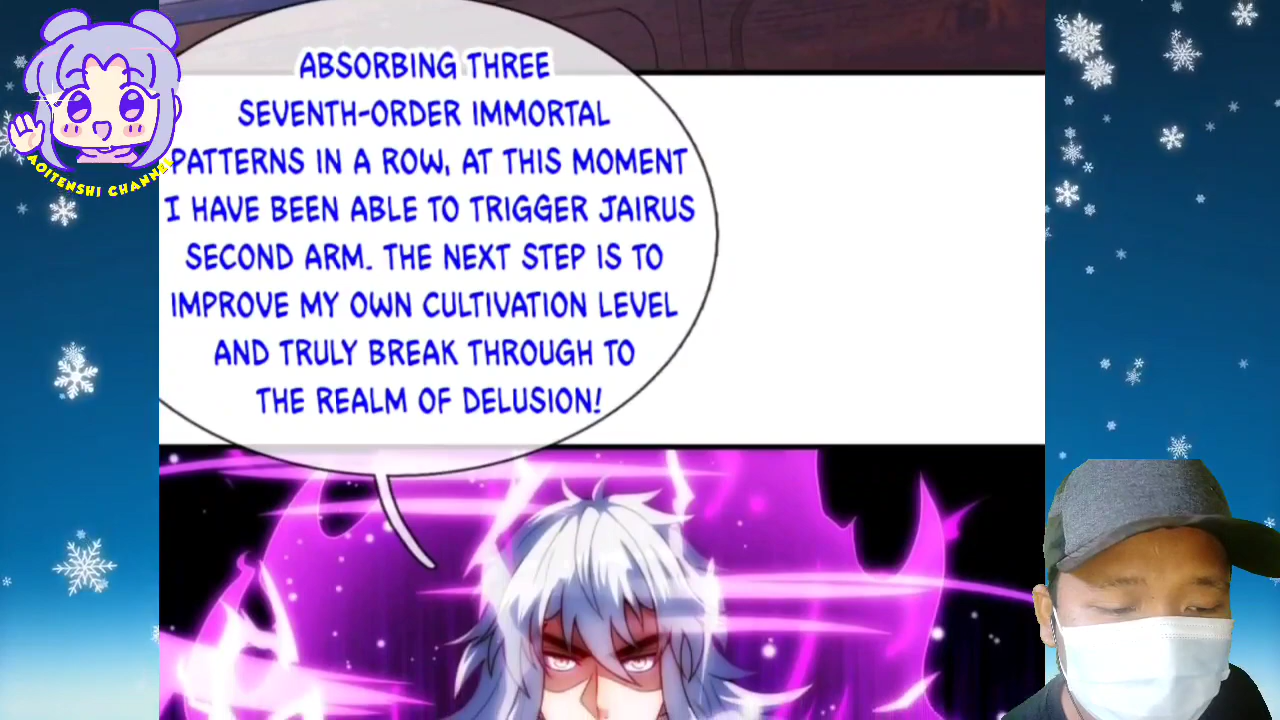 ABSORBING THREE
SEVENTH-ORDER IMMORTAL
PATTERNS IN A ROW, AT THIS MOMENT
I HAVE BEEN ABLE TO TRIGGER JAIRUS
SECOND ARM. THE NEXT STEP IS TO
IMPROVE MY OWN CULTIVATION LEVEL
AND TRULY BREAK THROUGH TO
THE REALM OF DELUSION!
AOITENSHI CHANNEL